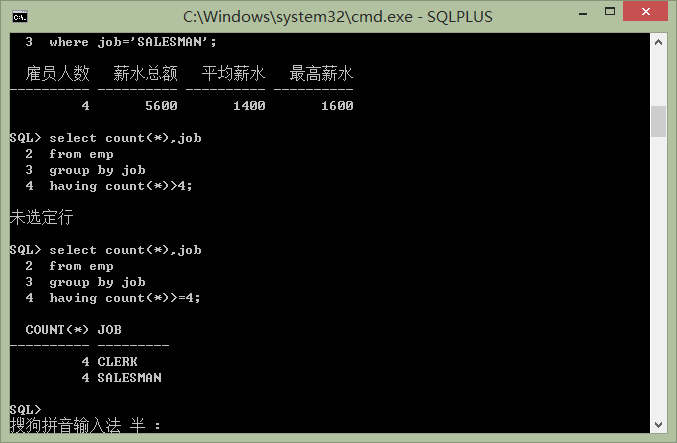 C:\Windows\system32\cmd.exe - SQLPLUS
3 where job='SALESMAN';
雇员人数 薪水总额 平均薪水 最高薪水
---------- ---------- ---------- ----------
4 5600 1400 1600
SQL> select count(*),job
2 from emp
3 group by job
4 having count(*)>4;
未选定行
SQL> select count(*),job
2 from emp
3 group by job
4 having count(*)>=4;
COUNT(*) JOB
---------- ---------
4 CLERK
4 SALESMAN
SQL>
搜狗拼音输入法 半 :